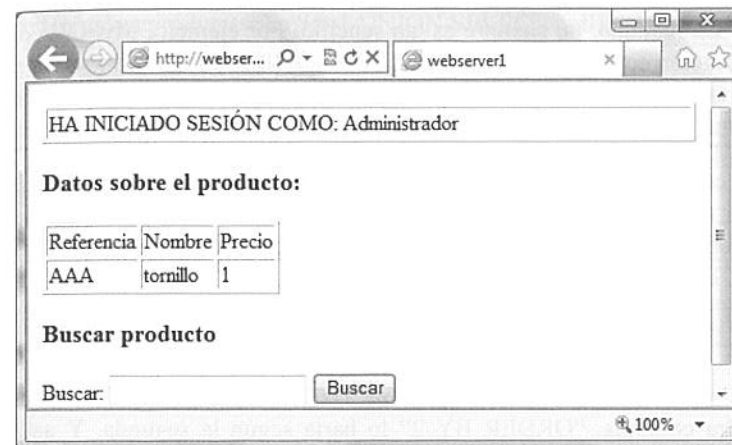 http://webser...
webserver1
HA INICIADO SESIÓN COMO: Administrador
Datos sobre el producto:
Referencia Nombre Precio
AAA tornillo 1
Buscar producto
Buscar: Buscar
100%